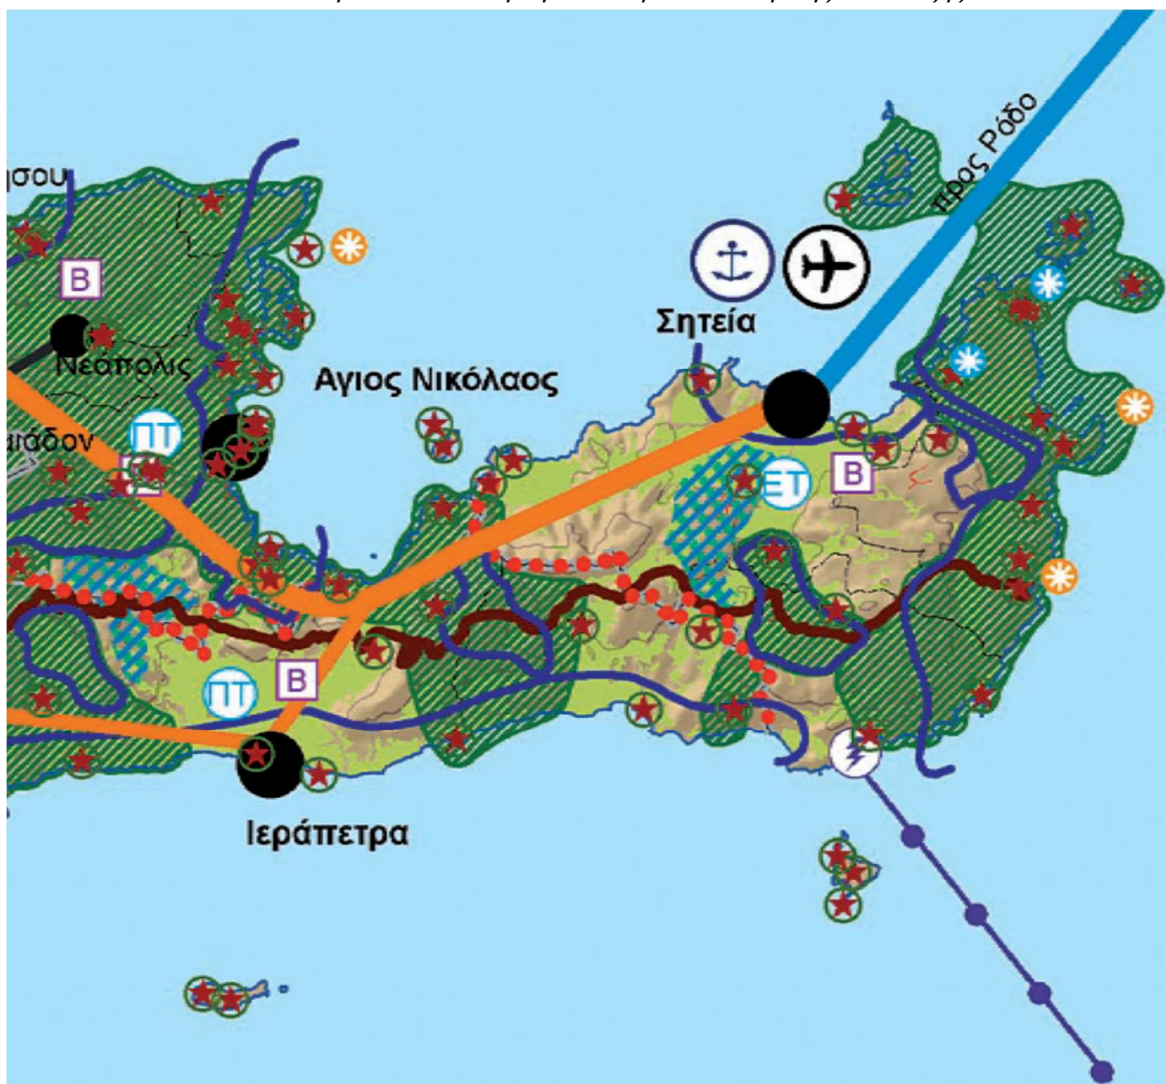 ησου
προς Ρόδο
Β
Σητεία
Νεάπολις
Αγιος Νικόλαος
ΠΤ
Β
ΕΤ
ΠΤ
Β
Ιεράπετρα